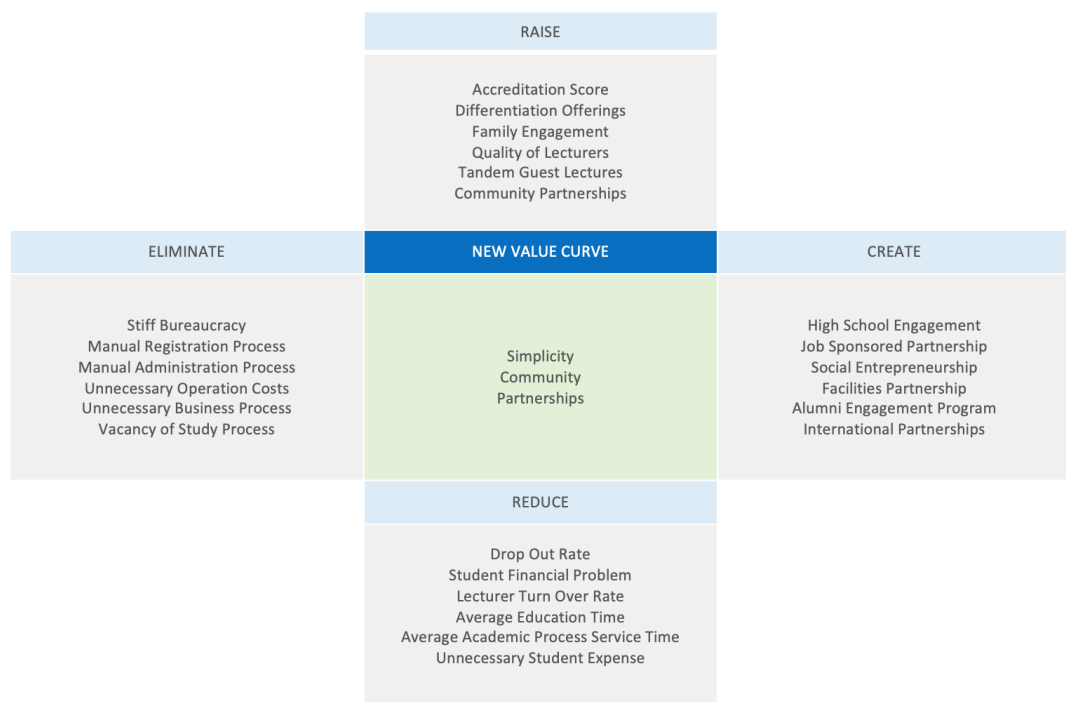 RAISE
Accreditation Score
Differentiation Offerings
Family Engagement
Quality of Lecturers
Tandem Guest Lectures
Community Partnerships
ELIMINATE
Stiff Bureaucracy
Manual Registration Process
Manual Administration Process
Unnecessary Operation Costs
Unnecessary Business Process
Vacancy of Study Process
NEW VALUE CURVE
Simplicity
Community
Partnerships
CREATE
High School Engagement
Job Sponsored Partnership
Social Entrepreneurship
Facilities Partnership
Alumni Engagement Program
International Partnerships
REDUCE
Drop Out Rate
Student Financial Problem
Lecturer Turn Over Rate
Average Education Time
Average Academic Process Service Time
Unnecessary Student Expense